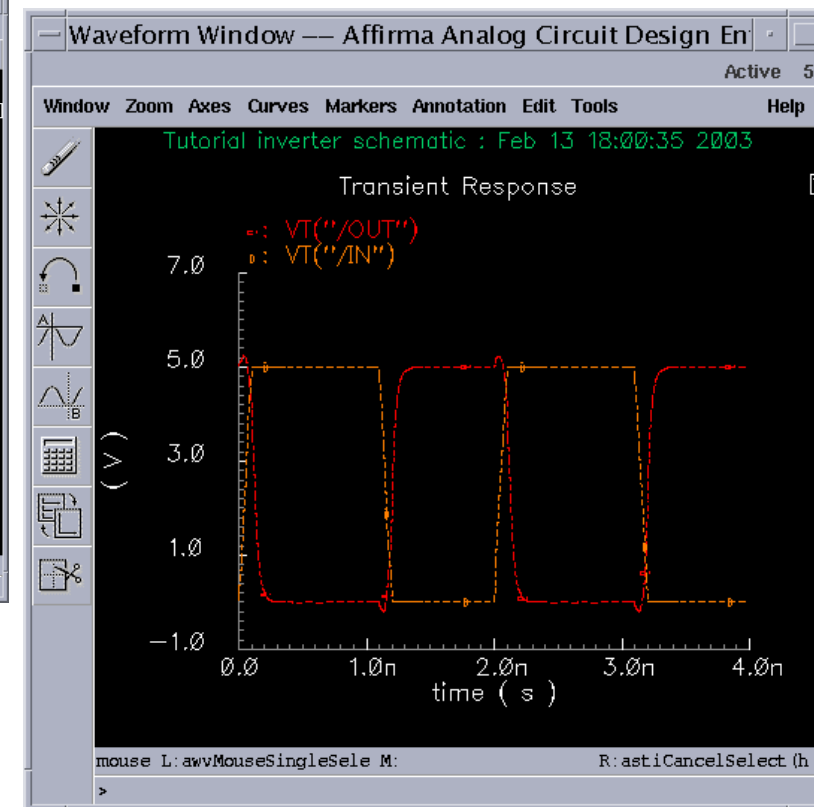 Waveform Window —— Affirma Analog Circuit Design En
Active 5
Window Zoom Axes Curves Markers Annotation Edit Tools Help
Tutorial inverter schematic : Feb 13 18:00:35 2003
Transient Response
: VT("/OUT")
: VT("/IN")
7.0
5.0
3.0
1.0
-1.0
( V )
0.0 1.0n 2.0n 3.0n 4.0n
time ( s )
A
B
mouse L: awvMouseSingleSele M: R: astiCancelSelect(h
>